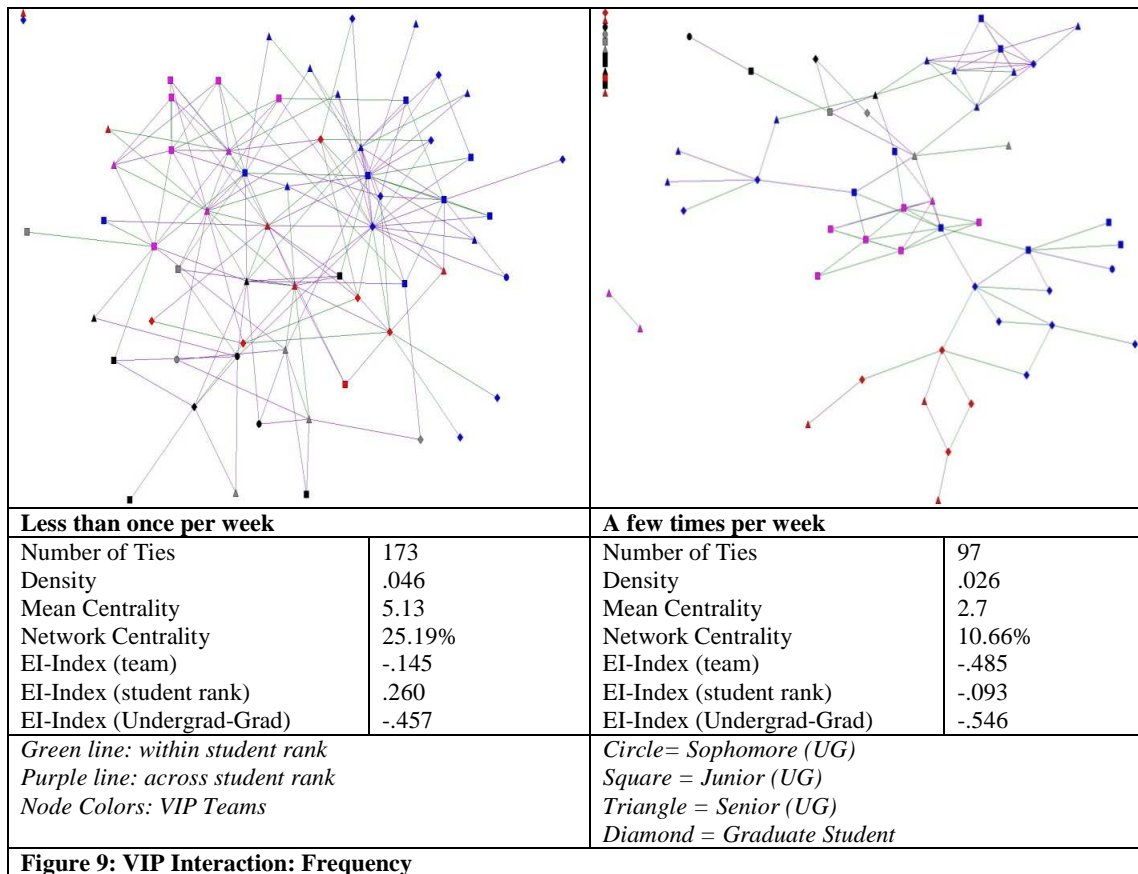 Less than once per week
A few times per week
Number of Ties 173
Density .046
Mean Centrality 5.13
Network Centrality 25.19%
EI-Index (team) -.145
EI-Index (student rank) .260
EI-Index (Undergrad-Grad) -.457
Number of Ties 97
Density .026
Mean Centrality 2.7
Network Centrality 10.66%
EI-Index (team) -.485
EI-Index (student rank) -.093
EI-Index (Undergrad-Grad) -.546
Green line: within student rank
Purple line: across student rank
Node Colors: VIP Teams
Circle= Sophomore (UG)
Square = Junior (UG)
Triangle = Senior (UG)
Diamond = Graduate Student
Figure 9: VIP Interaction: Frequency